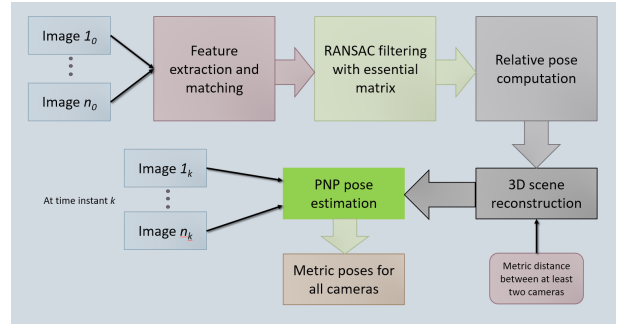 Image 1₀
Image n₀
Feature
extraction and
matching
RANSAC filtering
with essential
matrix
Relative pose
computation
At time instant k
Image 1ₖ
Image nₖ
PNP pose
estimation
3D scene
reconstruction
Metric poses for
all cameras
Metric distance
between at least
two cameras